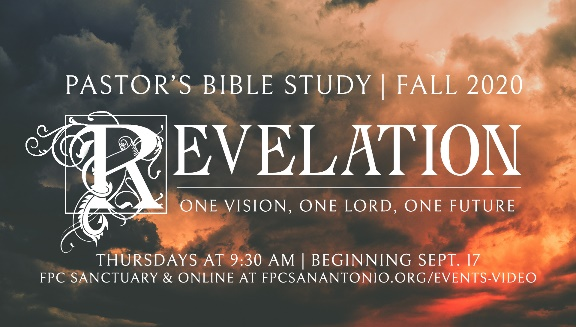 PASTOR'S BIBLE STUDY | FALL 2020
REVELATION
ONE VISION, ONE LORD, ONE FUTURE
THURSDAYS AT 9:30 AM | BEGINNING SEPT. 17
FPC SANCTUARY & ONLINE AT FPCSANANTONIO.ORG/EVENTS-VIDEO